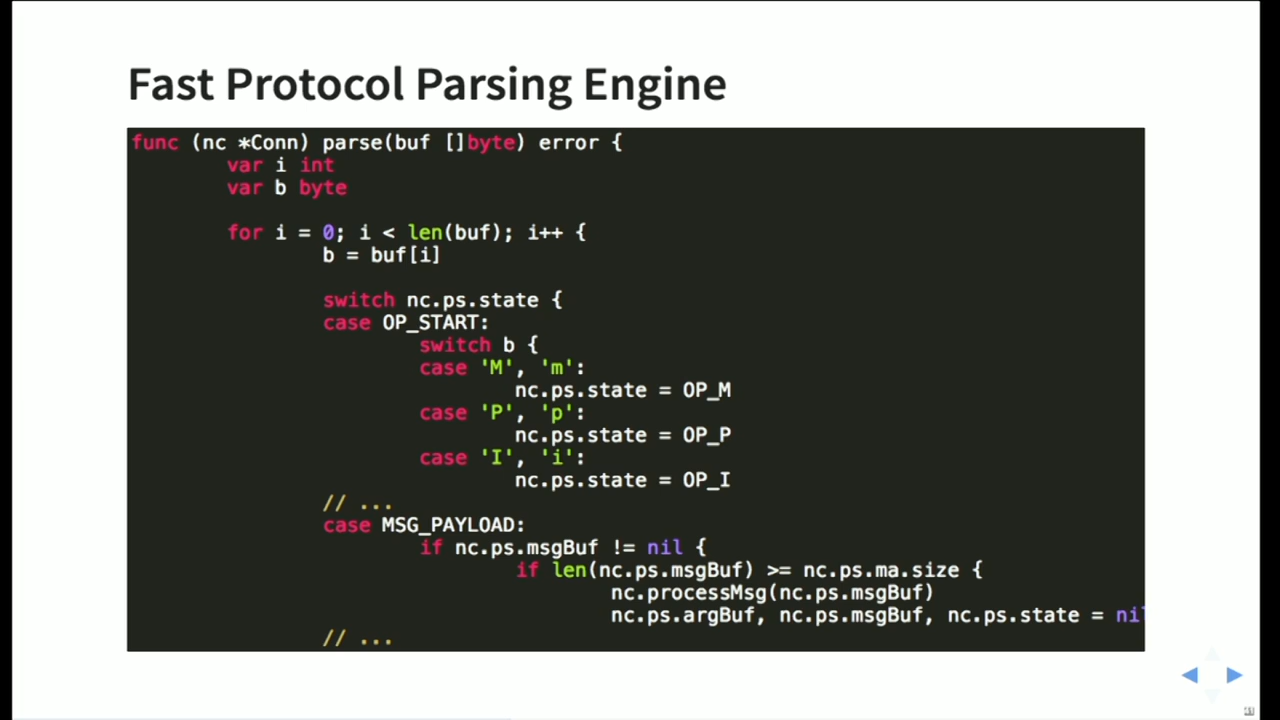 Fast Protocol Parsing Engine
func (nc *Conn) parse(buf []byte) error {
var i int
var b byte
for i = 0; i < len(buf); i++ {
b = buf[i]
switch nc.ps.state {
case OP_START:
switch b {
case 'M', 'm':
nc.ps.state = OP_M
case 'P', 'p':
nc.ps.state = OP_P
case 'I', 'i':
nc.ps.state = OP_I
// ...
case MSG_PAYLOAD:
if nc.ps.msgBuf != nil {
if len(nc.ps.msgBuf) >= nc.ps.ma.size {
nc.processMsg(nc.ps.msgBuf)
nc.ps.argBuf, nc.ps.msgBuf, nc.ps.state = nil
// ...